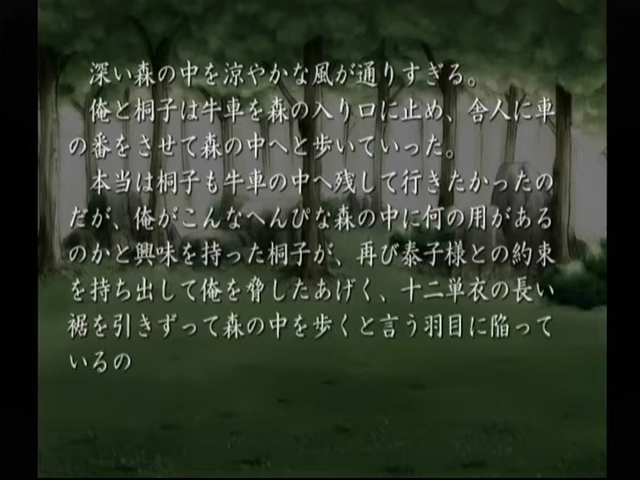 深い森の中を涼やかな風が通りすぎる。
俺と桐子は牛車を森の入り口に止め、舎人に車
の番をさせて森の中へと歩いていった。
本当は桐子も牛車の中へ残して行きたかったの
だが、俺がこんなへんぴな森の中に何の用がある
のかと興味を持った桐子が、再び泰子様との約束
を持ち出して俺を脅したあげく、十二単衣の長い
裾を引きずって森の中を歩くと言う羽目に陥って
いるの